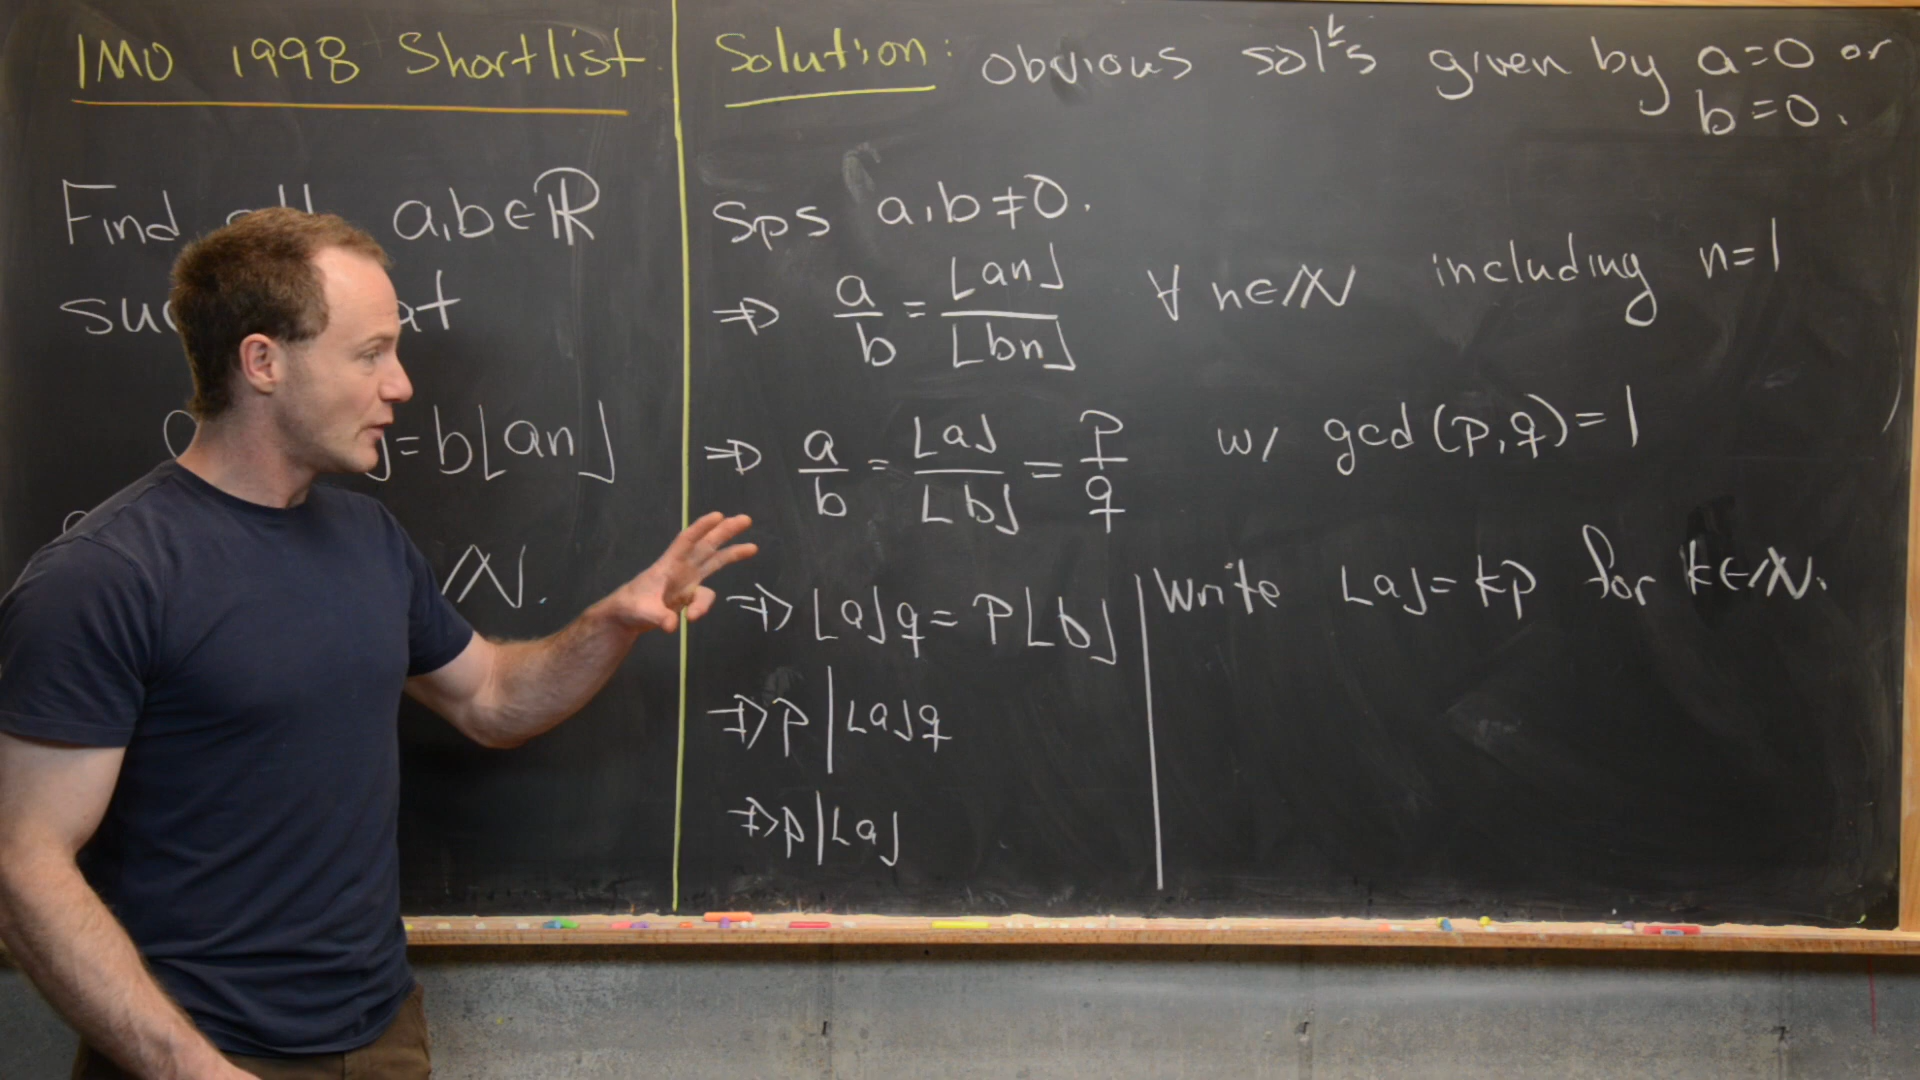 IMO 1998 Shortlist.
Find all a,b∈ℝ
such that
⌋=b⌊an⌋
ℕ.
Solution: obvious sol^t's given by a=0 or
b=0.
Sps a,b≠0.
⇒ a/b = ⌊an⌋/⌊bn⌋ ∀ n∈ℕ including n=1
⇒ a/b = ⌊a⌋/⌊b⌋ = p/q w/ gcd(p,q)=1
⇒ ⌊a⌋q = p⌊b⌋
⇒ p | ⌊a⌋q
⇒ p | ⌊a⌋
Write ⌊a⌋=kp for k∈ℕ.